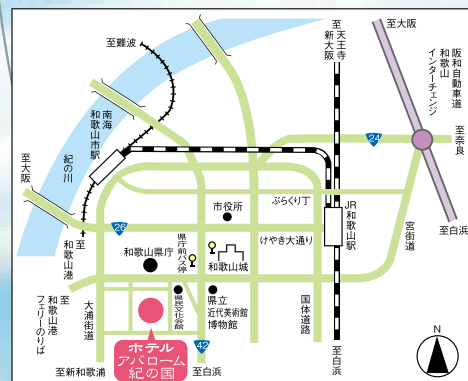 至難波
至新大阪
天王寺
至大阪
阪和自動車道
和歌山
インターチェンジ
南海
和歌山市駅
24
至奈良
至大阪
紀の川
市役所
ぶらくり丁
JR和歌山駅
宮街道
26
県庁前バス停
けやき大通り
至和歌山港
和歌山県庁
和歌山城
至白浜
至
和歌山港
フェリーのりば
大浦街道
県民文化会館
県立
近代美術館
博物館
国体道路
ホテル
アバローム
紀の国
42
至新和歌浦
至白浜
至白浜
N